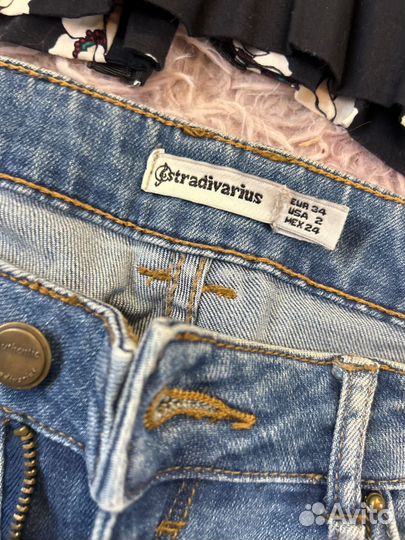 stradivarius
EUR 34
USA 2
MEX 24
Avito